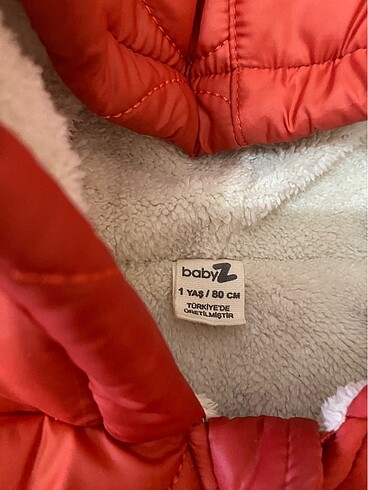 babyZ
1 YAŞ / 80 CM
TÜRKİYE'DE
ÜRETİLMİŞTİR